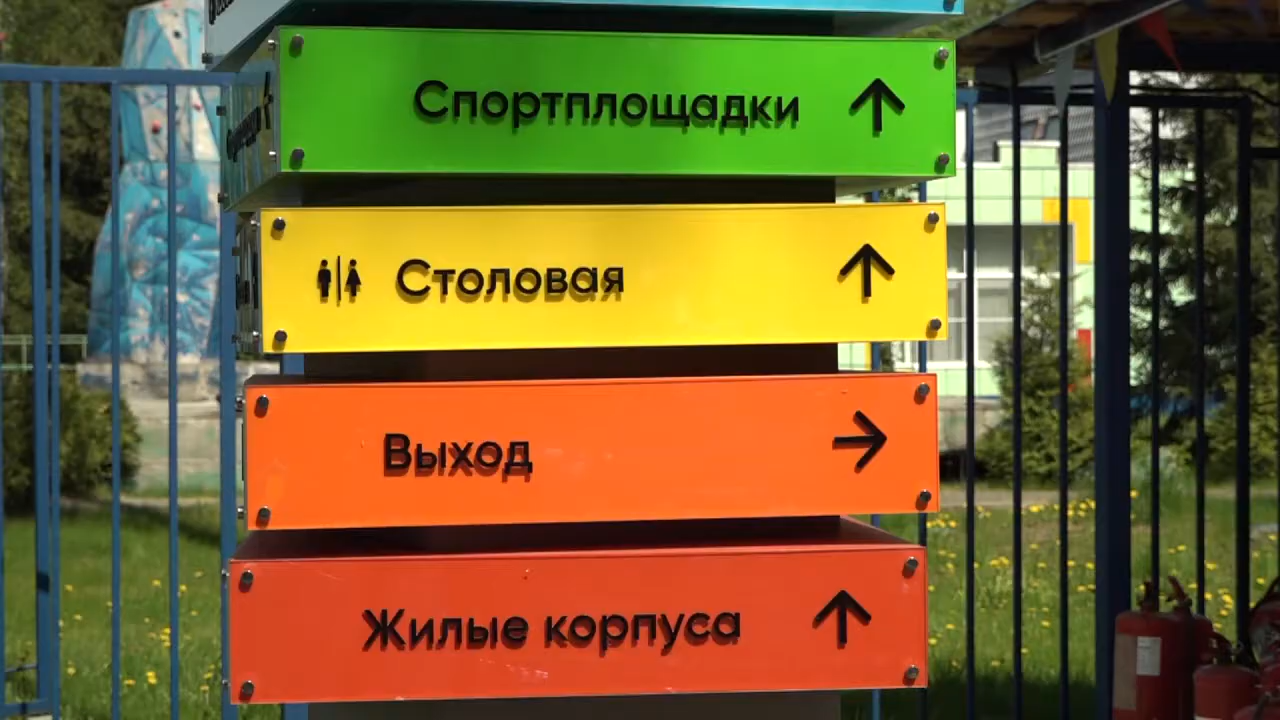 Спортплощадки ↑
Столовая ↑
Выход →
Жилые корпуса ↑